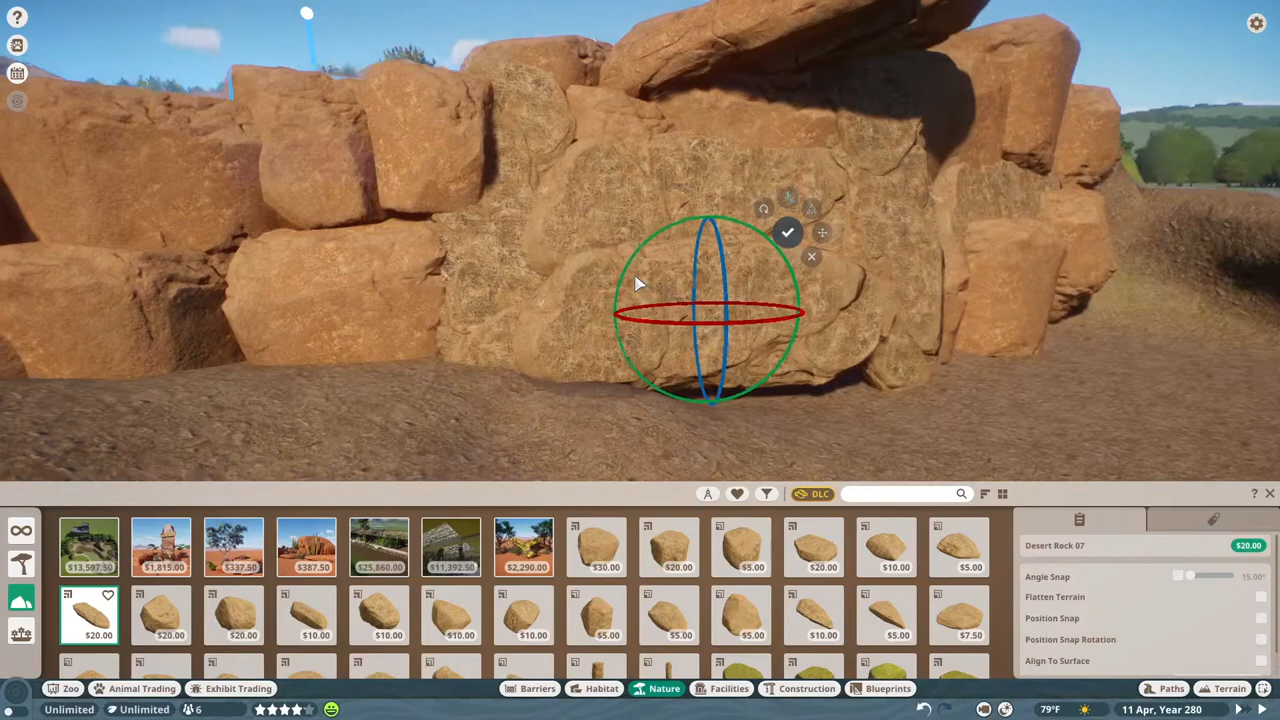 DLC
$13,597.50 $1,815.00 $337.50 $387.50 $25,860.00 $11,392.50 $2,290.00 $30.00 $20.00 $5.00 $20.00 $10.00 $5.00
$20.00 $20.00 $20.00 $10.00 $10.00 $10.00 $10.00 $5.00 $5.00 $5.00 $10.00 $5.00 $7.50
Desert Rock 07 $20.00
Angle Snap 15.00°
Flatten Terrain
Position Snap
Position Snap Rotation
Align To Surface
Zoo Animal Trading Exhibit Trading Barriers Habitat Nature Facilities Construction Blueprints Paths Terrain
Unlimited Unlimited 6 79°F 11 Apr, Year 280